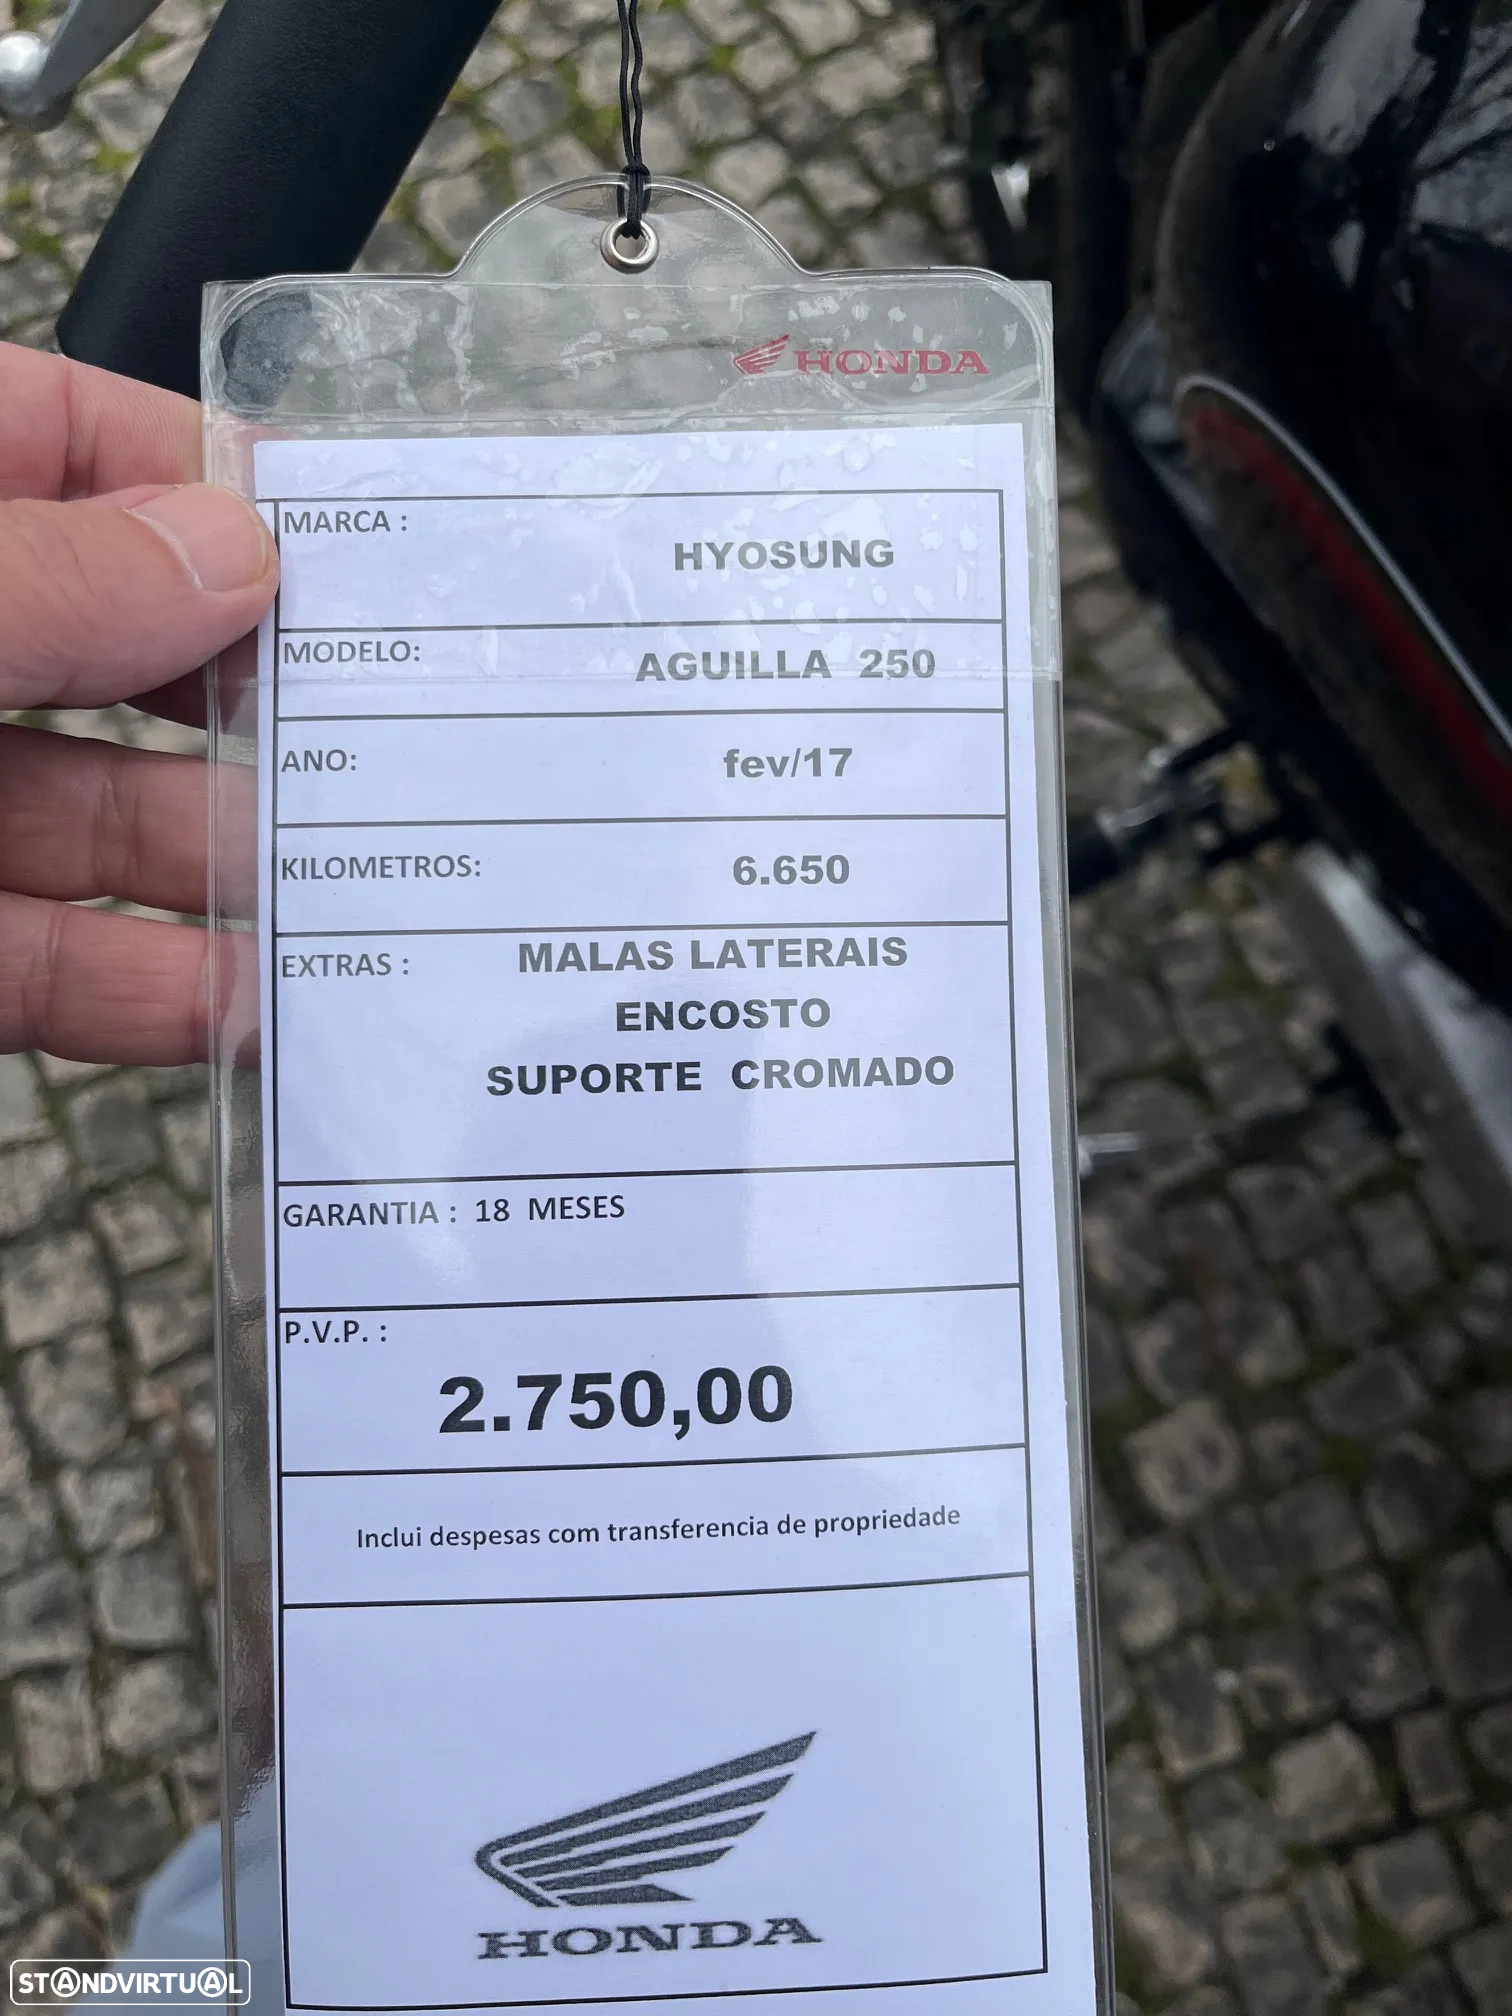 HONDA
MARCA :
HYOSUNG
MODELO:
AGUILLA 250
ANO:
fev/17
KILOMETROS:
6.650
EXTRAS :
MALAS LATERAIS
ENCOSTO
SUPORTE CROMADO
GARANTIA : 18 MESES
P.V.P. :
2.750,00
Inclui despesas com transferencia de propriedade
HONDA
STANDVIRTUAL